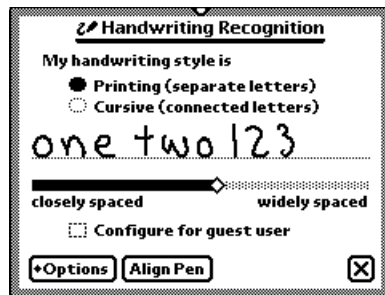 Handwriting Recognition
My handwriting style is
Printing (separate letters)
Cursive (connected letters)
one two 123
closely spaced widely spaced
Configure for guest user
Options Align Pen